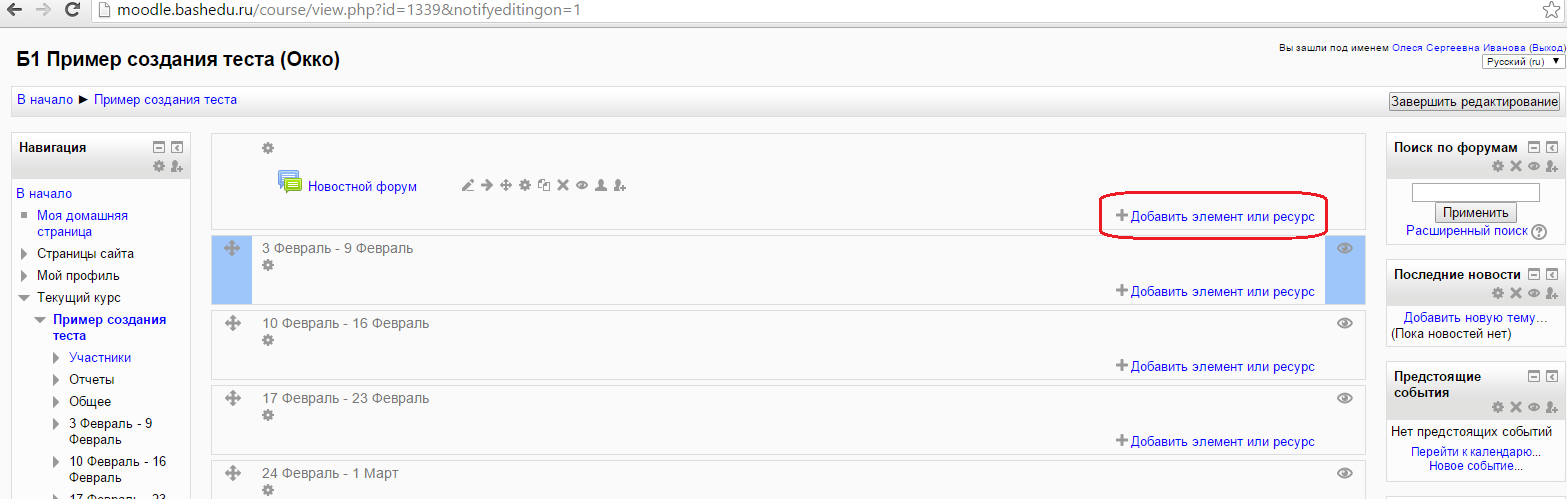 moodle.bashedu.ru/course/view.php?id=1339&notifyeditingon=1
Б1 Пример создания теста (Окко)
Вы зашли под именем Олеся Сергеевна Иванова (Выход)
Русский (ru)
В начало ► Пример создания теста
Завершить редактирование
Навигация
В начало
Моя домашняя
страница
Страницы сайта
Мой профиль
Текущий курс
Пример создания
теста
Участники
Отчеты
Общее
3 Февраль - 9
Февраль
10 Февраль - 16
Февраль
17 Февраль - 23
Новостной форум
Добавить элемент или ресурс
3 Февраль - 9 Февраль
Добавить элемент или ресурс
10 Февраль - 16 Февраль
Добавить элемент или ресурс
17 Февраль - 23 Февраль
Добавить элемент или ресурс
24 Февраль - 1 Март
Поиск по форумам
Применить
Расширенный поиск
Последние новости
Добавить новую тему...
(Пока новостей нет)
Предстоящие
события
Нет предстоящих событий
Перейти к календарю...
Новое событие...